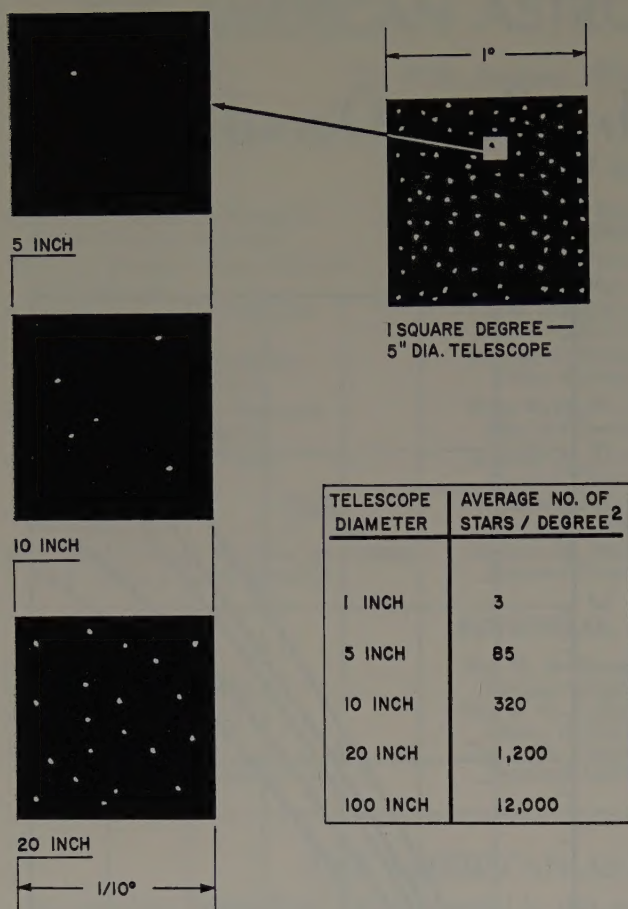 1°
5 INCH
1 SQUARE DEGREE —
5" DIA. TELESCOPE
10 INCH
20 INCH
1/10°
TELESCOPE DIAMETER | AVERAGE NO. OF STARS / DEGREE²
1 INCH 3
5 INCH 85
10 INCH 320
20 INCH 1,200
100 INCH 12,000